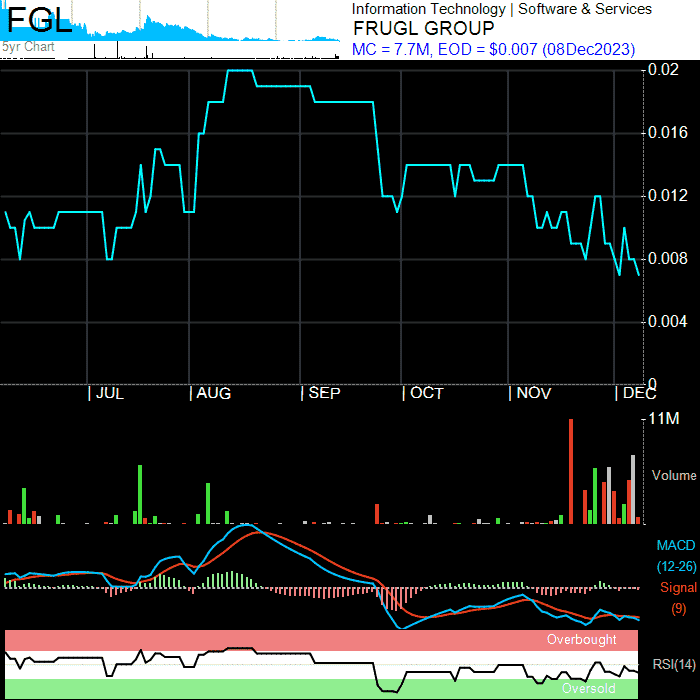 FGL
5yr Chart
Information Technology | Software & Services
FRUGL GROUP
MC = 7.7M, EOD = $0.007 (08Dec2023)
0.02
0.016
0.012
0.008
0.004
0
| JUL | AUG | SEP | OCT | NOV | DEC
11M
Volume
MACD
(12-26)
Signal
(9)
Overbought
RSI(14)
Oversold